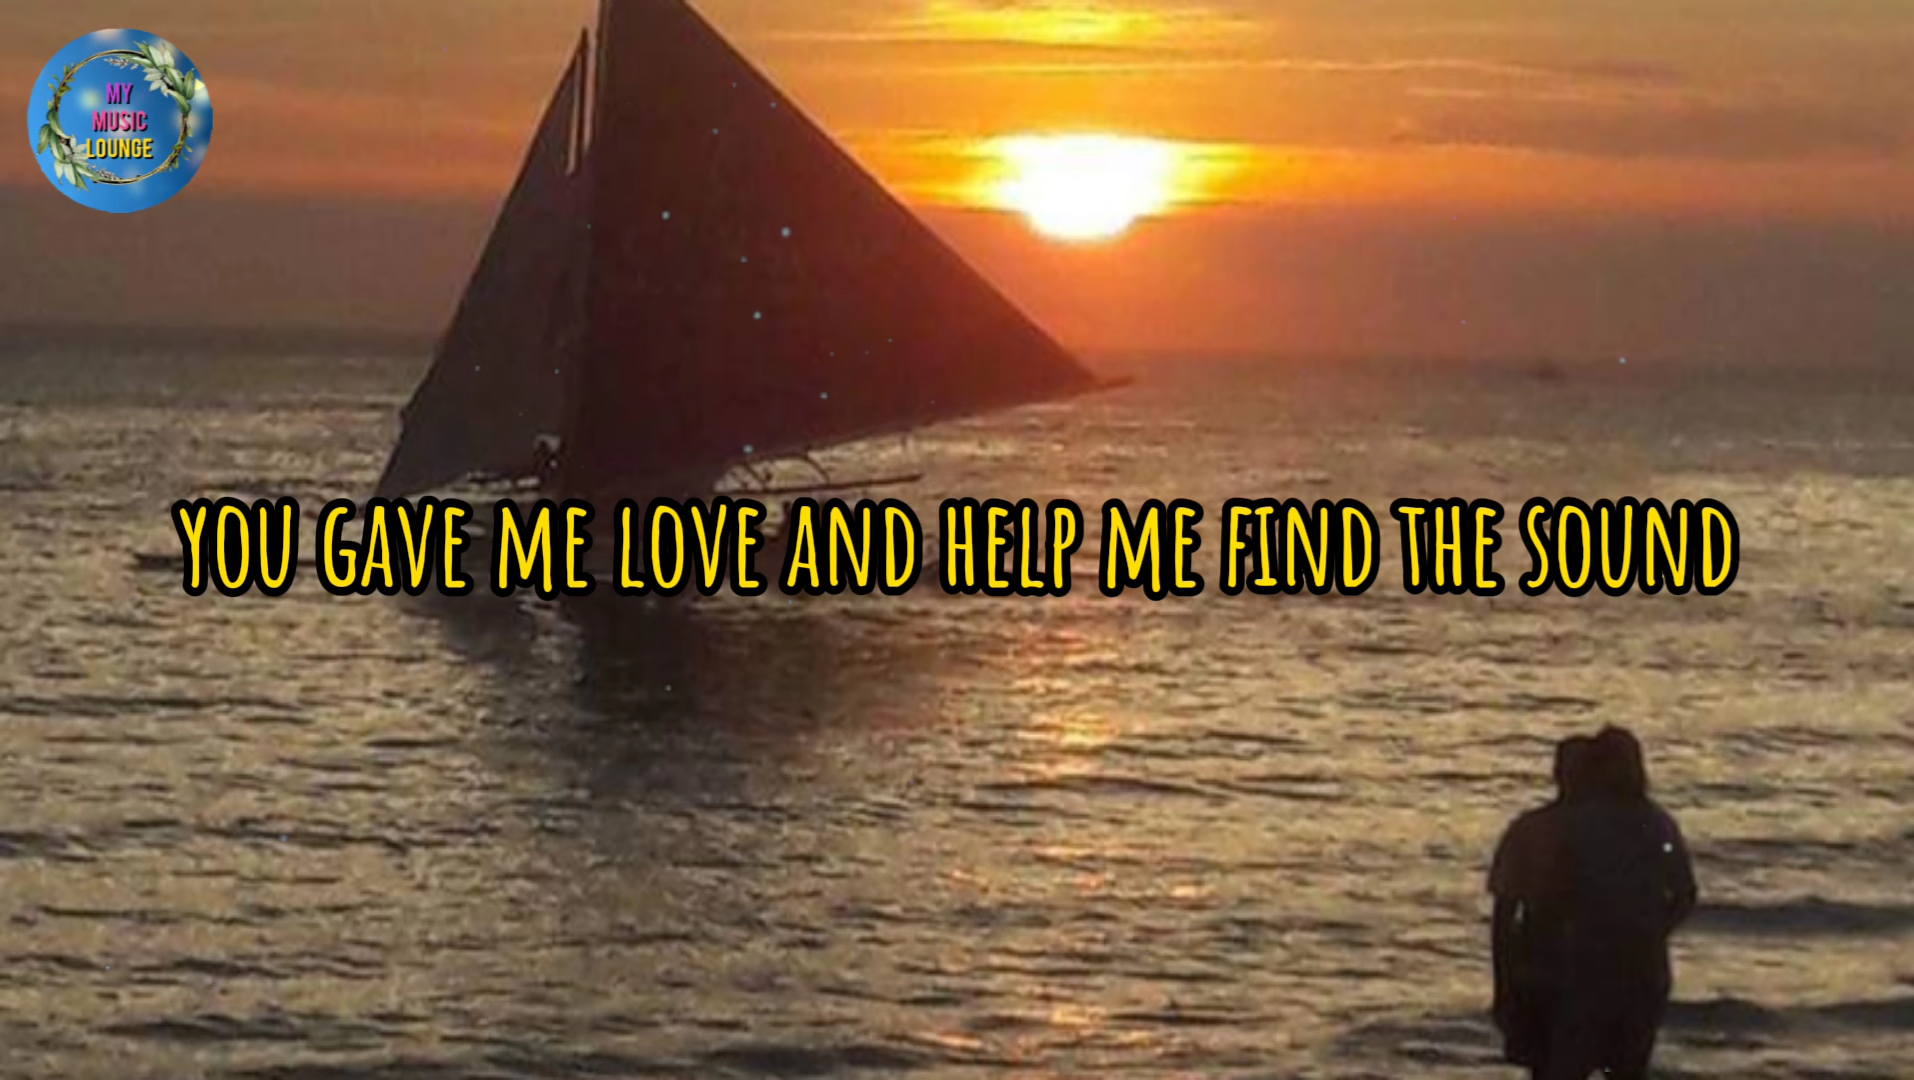 MY
MUSIC
LOUNGE
YOU GAVE ME LOVE AND HELP ME FIND THE SOUND